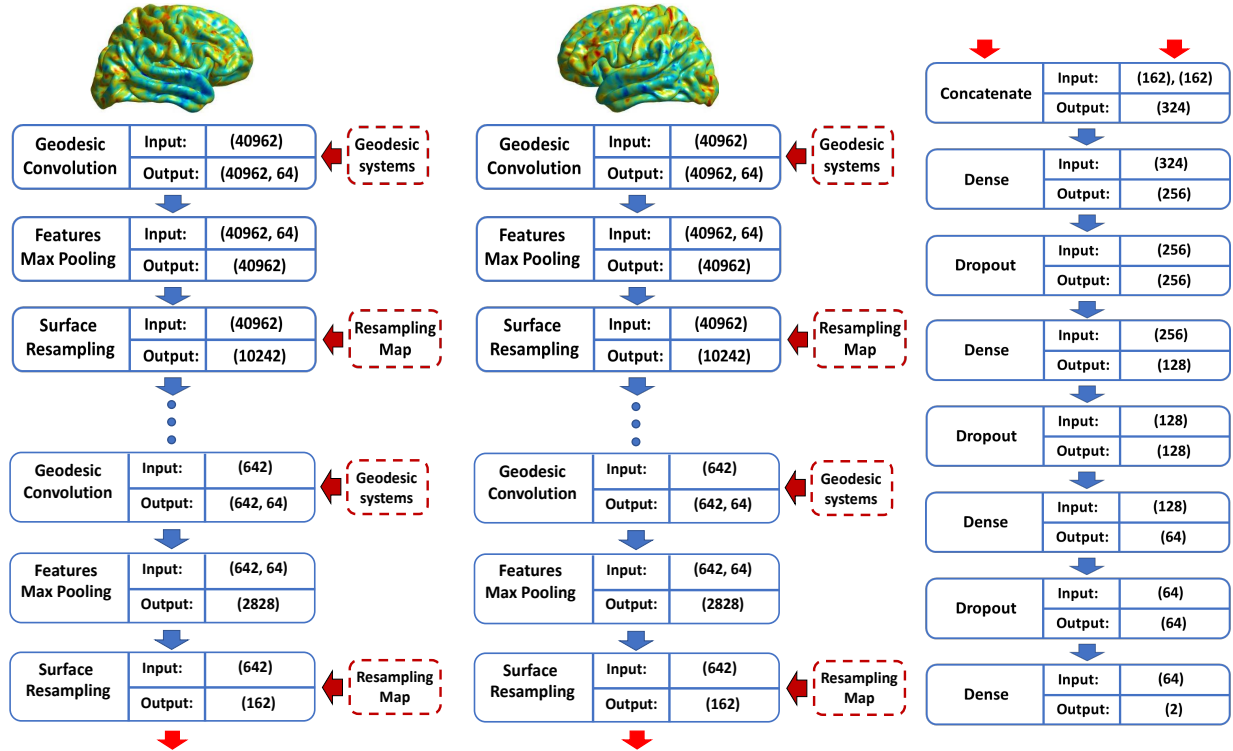 Geodesic
Convolution
Input:
(40962)
Output:
(40962, 64)
Geodesic
systems
Features
Max Pooling
Input:
(40962, 64)
Output:
(40962)
Surface
Resampling
Input:
(40962)
Output:
(10242)
Resampling
Map
Geodesic
Convolution
Input:
(642)
Output:
(642, 64)
Geodesic
systems
Features
Max Pooling
Input:
(642, 64)
Output:
(2828)
Surface
Resampling
Input:
(642)
Output:
(162)
Resampling
Map
Geodesic
Convolution
Input:
(40962)
Output:
(40962, 64)
Geodesic
systems
Features
Max Pooling
Input:
(40962, 64)
Output:
(40962)
Surface
Resampling
Input:
(40962)
Output:
(10242)
Resampling
Map
Geodesic
Convolution
Input:
(642)
Output:
(642, 64)
Geodesic
systems
Features
Max Pooling
Input:
(642, 64)
Output:
(2828)
Surface
Resampling
Input:
(642)
Output:
(162)
Resampling
Map
Concatenate
Input:
(162), (162)
Output:
(324)
Dense
Input:
(324)
Output:
(256)
Dropout
Input:
(256)
Output:
(256)
Dense
Input:
(256)
Output:
(128)
Dropout
Input:
(128)
Output:
(128)
Dense
Input:
(128)
Output:
(64)
Dropout
Input:
(64)
Output:
(64)
Dense
Input:
(64)
Output:
(2)